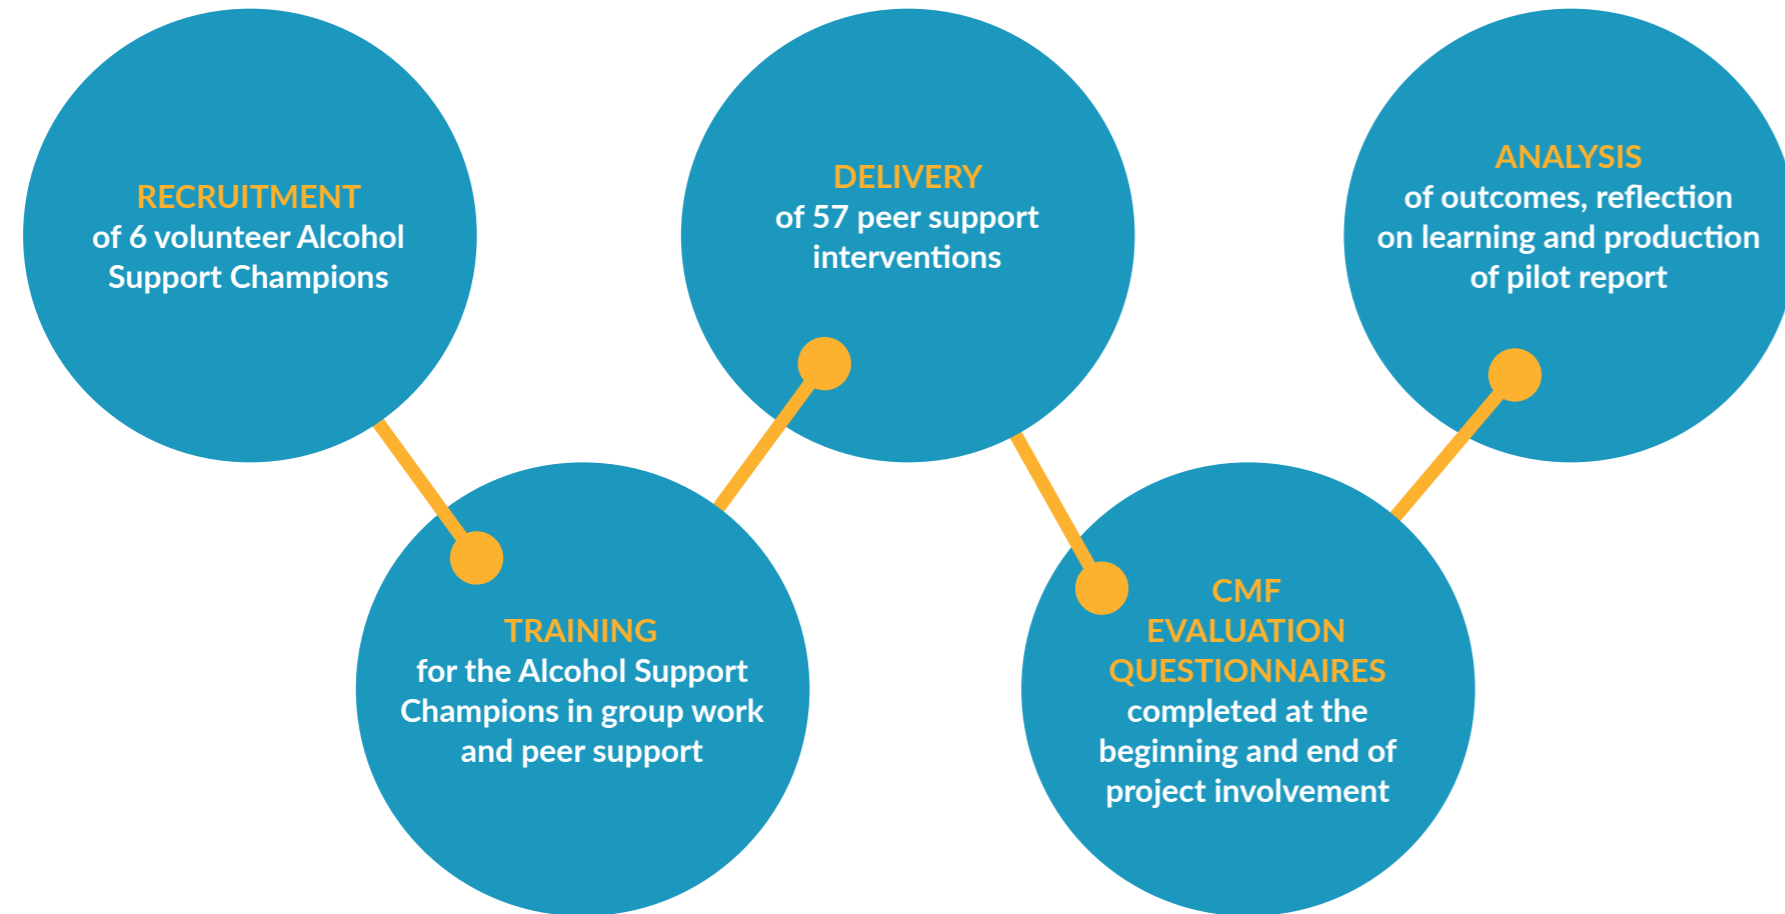 RECRUITMENT
of 6 volunteer Alcohol
Support Champions
TRAINING
for the Alcohol Support
Champions in group work
and peer support
DELIVERY
of 57 peer support
interventions
CMF
EVALUATION
QUESTIONNAIRES
completed at the
beginning and end of
project involvement
ANALYSIS
of outcomes, reflection
on learning and production
of pilot report